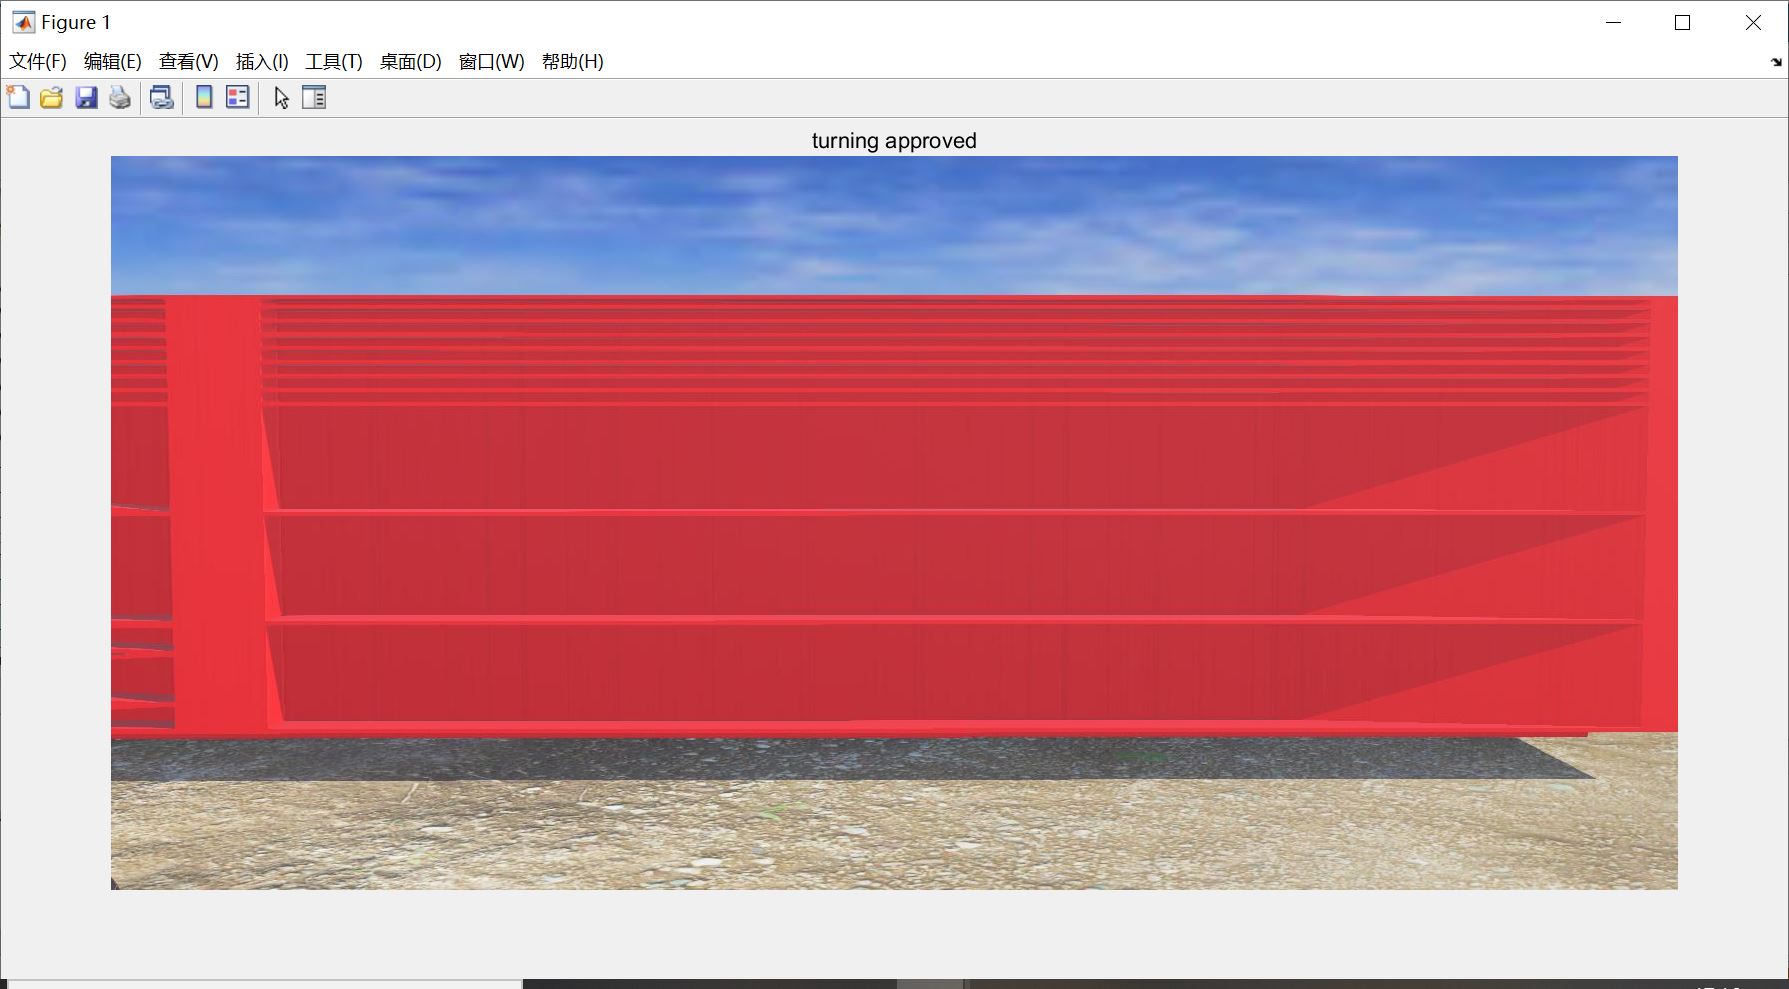 Figure 1
文件(F) 编辑(E) 查看(V) 插入(I) 工具(T) 桌面(D) 窗口(W) 帮助(H)
turning approved